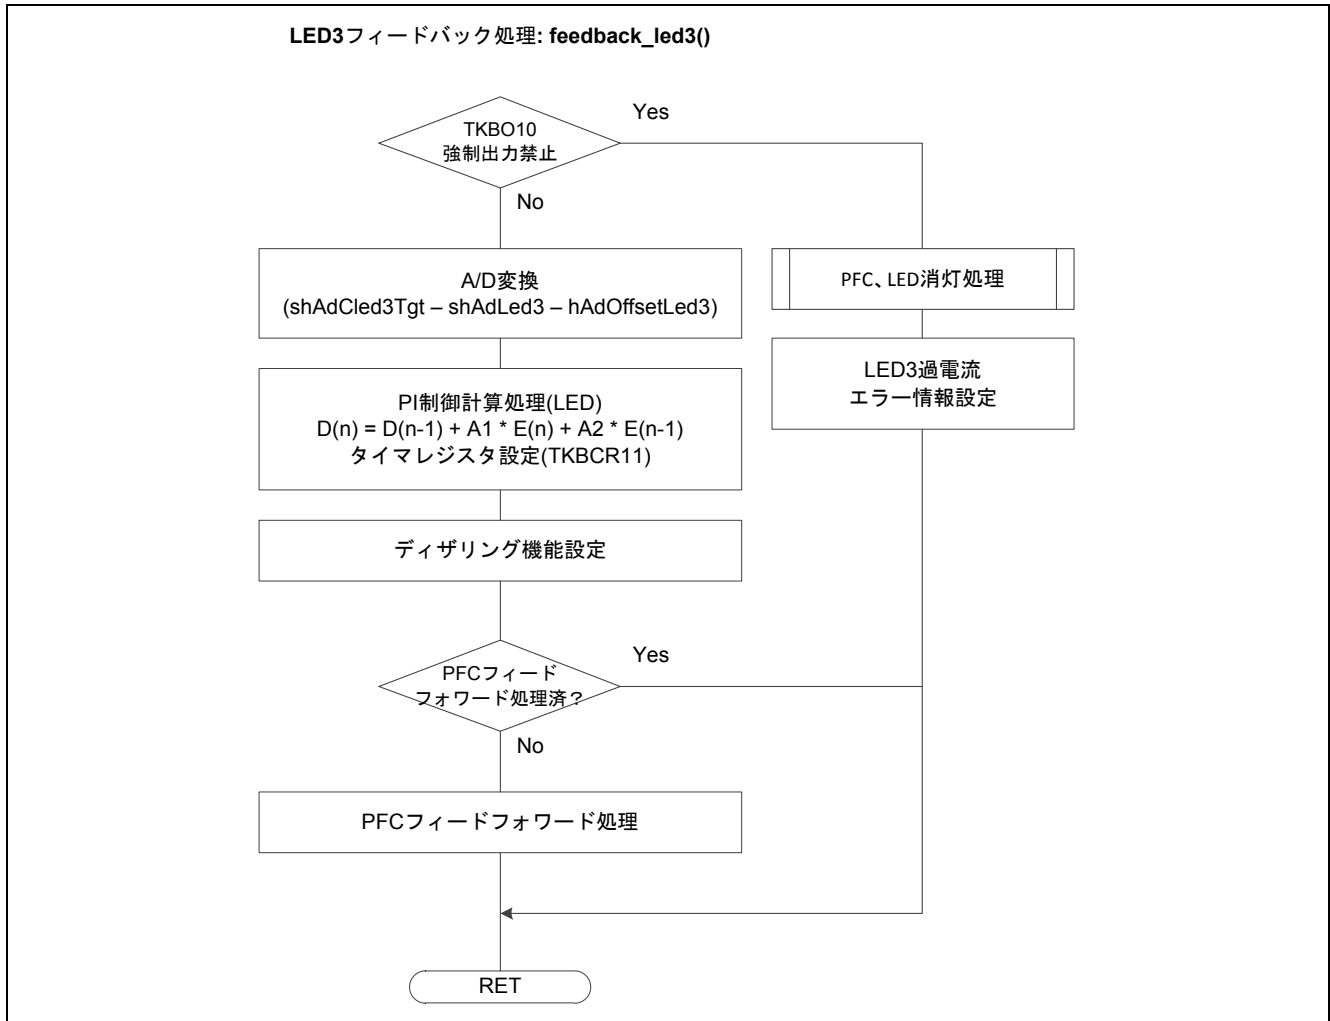 LED3フィードバック処理: feedback_led3()
Yes
TKBO10
強制出力禁止
No
A/D変換
(shAdCled3Tgt – shAdLed3 – hAdOffsetLed3)
PFC、LED消灯処理
LED3過電流
エラー情報設定
PI制御計算処理(LED)
D(n) = D(n-1) + A1 * E(n) + A2 * E(n-1)
タイマレジスタ設定(TKBCR11)
ディザリング機能設定
Yes
PFCフィード
フォワード処理済？
No
PFCフィードフォワード処理
RET